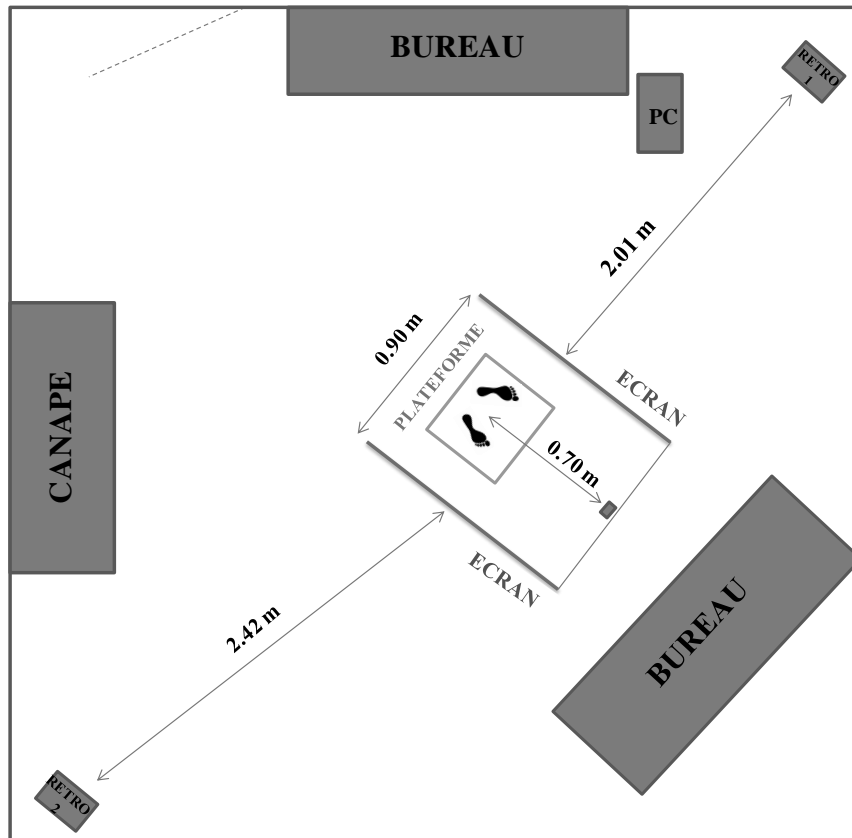 BUREAU
RETRO
1
PC
2.01 m
0.90 m
PLATEFORME
ECRAN
CANAPE
0.70 m
ECRAN
BUREAU
2.42 m
RETRO
2